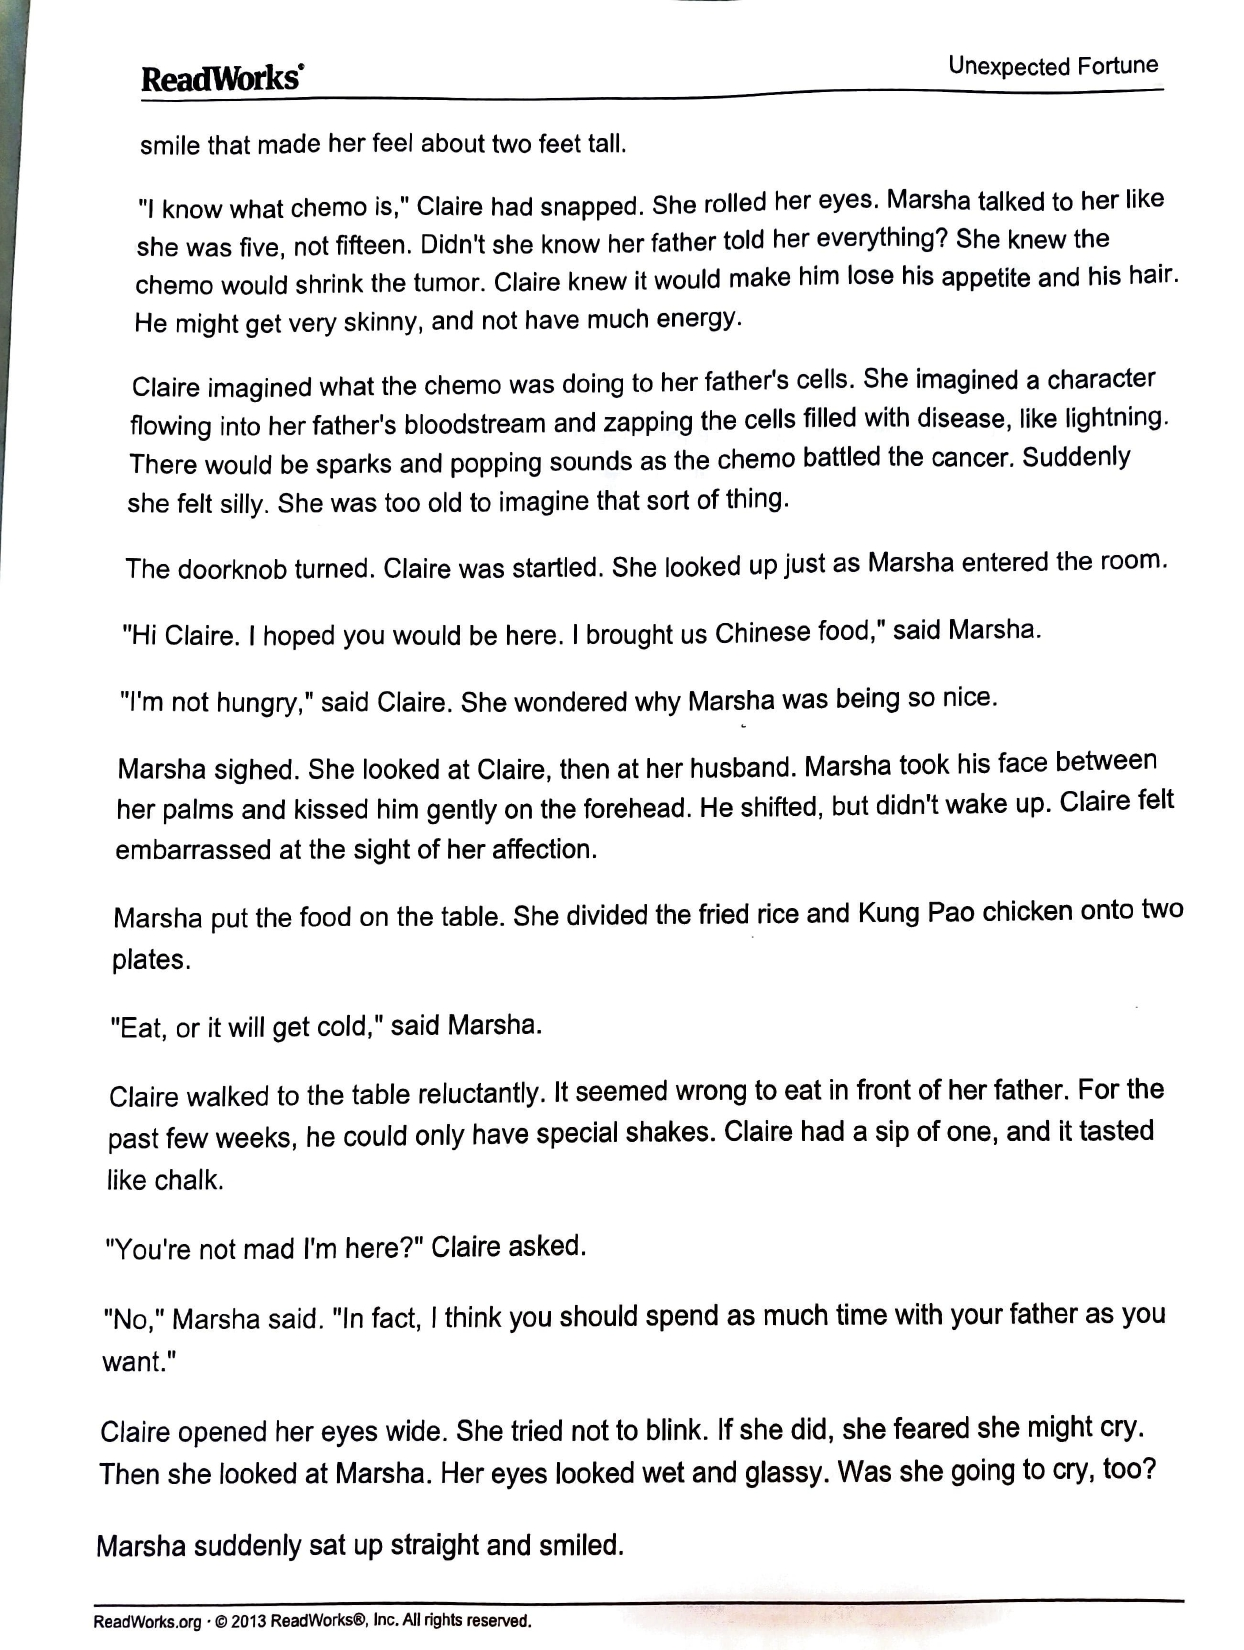 ReadWorks®
Unexpected Fortune
smile that made her feel about two feet tall.
"I know what chemo is," Claire had snapped. She rolled her eyes. Marsha talked to her like
she was five, not fifteen. Didn't she know her father told her everything? She knew the
chemo would shrink the tumor. Claire knew it would make him lose his appetite and his hair.
He might get very skinny, and not have much energy.
Claire imagined what the chemo was doing to her father's cells. She imagined a character
flowing into her father's bloodstream and zapping the cells filled with disease, like lightning.
There would be sparks and popping sounds as the chemo battled the cancer. Suddenly
she felt silly. She was too old to imagine that sort of thing.
The doorknob turned. Claire was startled. She looked up just as Marsha entered the room.
"Hi Claire. I hoped you would be here. I brought us Chinese food," said Marsha.
"I'm not hungry," said Claire. She wondered why Marsha was being so nice.
Marsha sighed. She looked at Claire, then at her husband. Marsha took his face between
her palms and kissed him gently on the forehead. He shifted, but didn't wake up. Claire felt
embarrassed at the sight of her affection.
Marsha put the food on the table. She divided the fried rice and Kung Pao chicken onto two
plates.
"Eat, or it will get cold," said Marsha.
Claire walked to the table reluctantly. It seemed wrong to eat in front of her father. For the
past few weeks, he could only have special shakes. Claire had a sip of one, and it tasted
like chalk.
"You're not mad I'm here?" Claire asked.
"No," Marsha said. "In fact, I think you should spend as much time with your father as you
want."
Claire opened her eyes wide. She tried not to blink. If she did, she feared she might cry.
Then she looked at Marsha. Her eyes looked wet and glassy. Was she going to cry, too?
Marsha suddenly sat up straight and smiled.
ReadWorks.org · © 2013 ReadWorks®, Inc. All rights reserved.